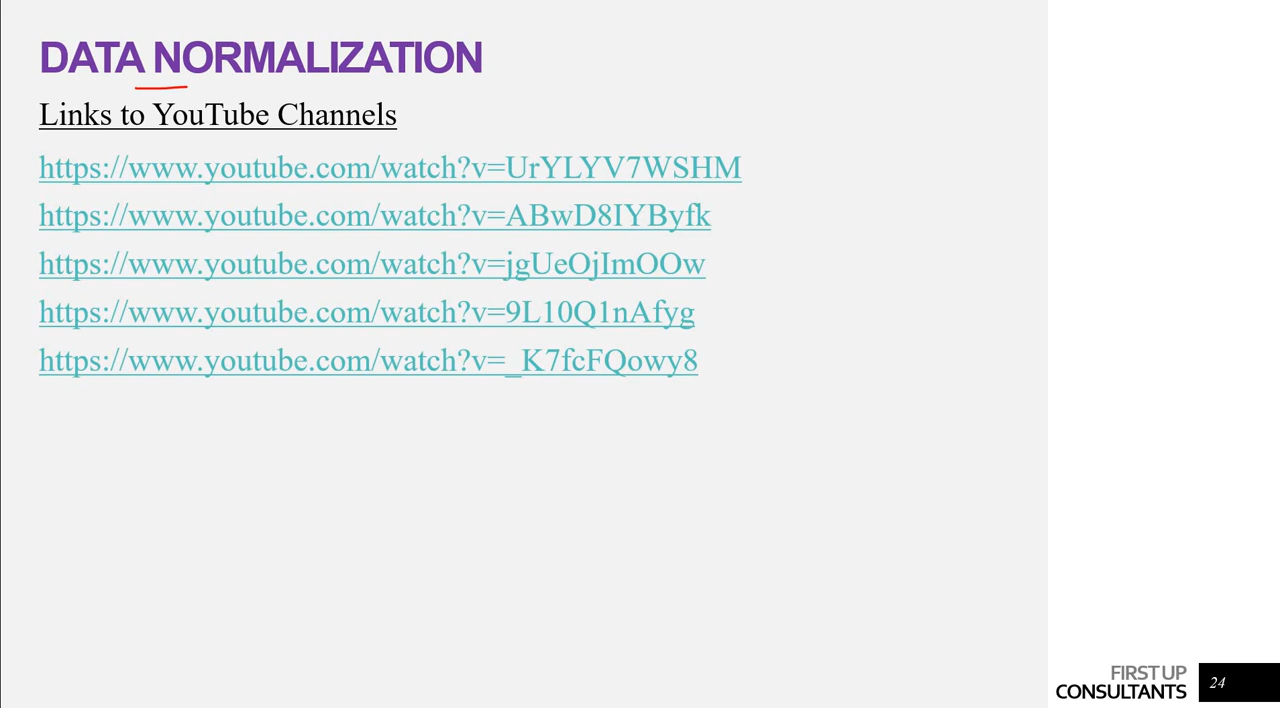 DATA NORMALIZATION
Links to YouTube Channels
https://www.youtube.com/watch?v=UrYLYV7WSHM
https://www.youtube.com/watch?v=ABwD8IYByfk
https://www.youtube.com/watch?v=jgUeOjImOOw
https://www.youtube.com/watch?v=9L10Q1nAfyg
https://www.youtube.com/watch?v=_K7fcFQowy8
FIRST UP
CONSULTANTS
24